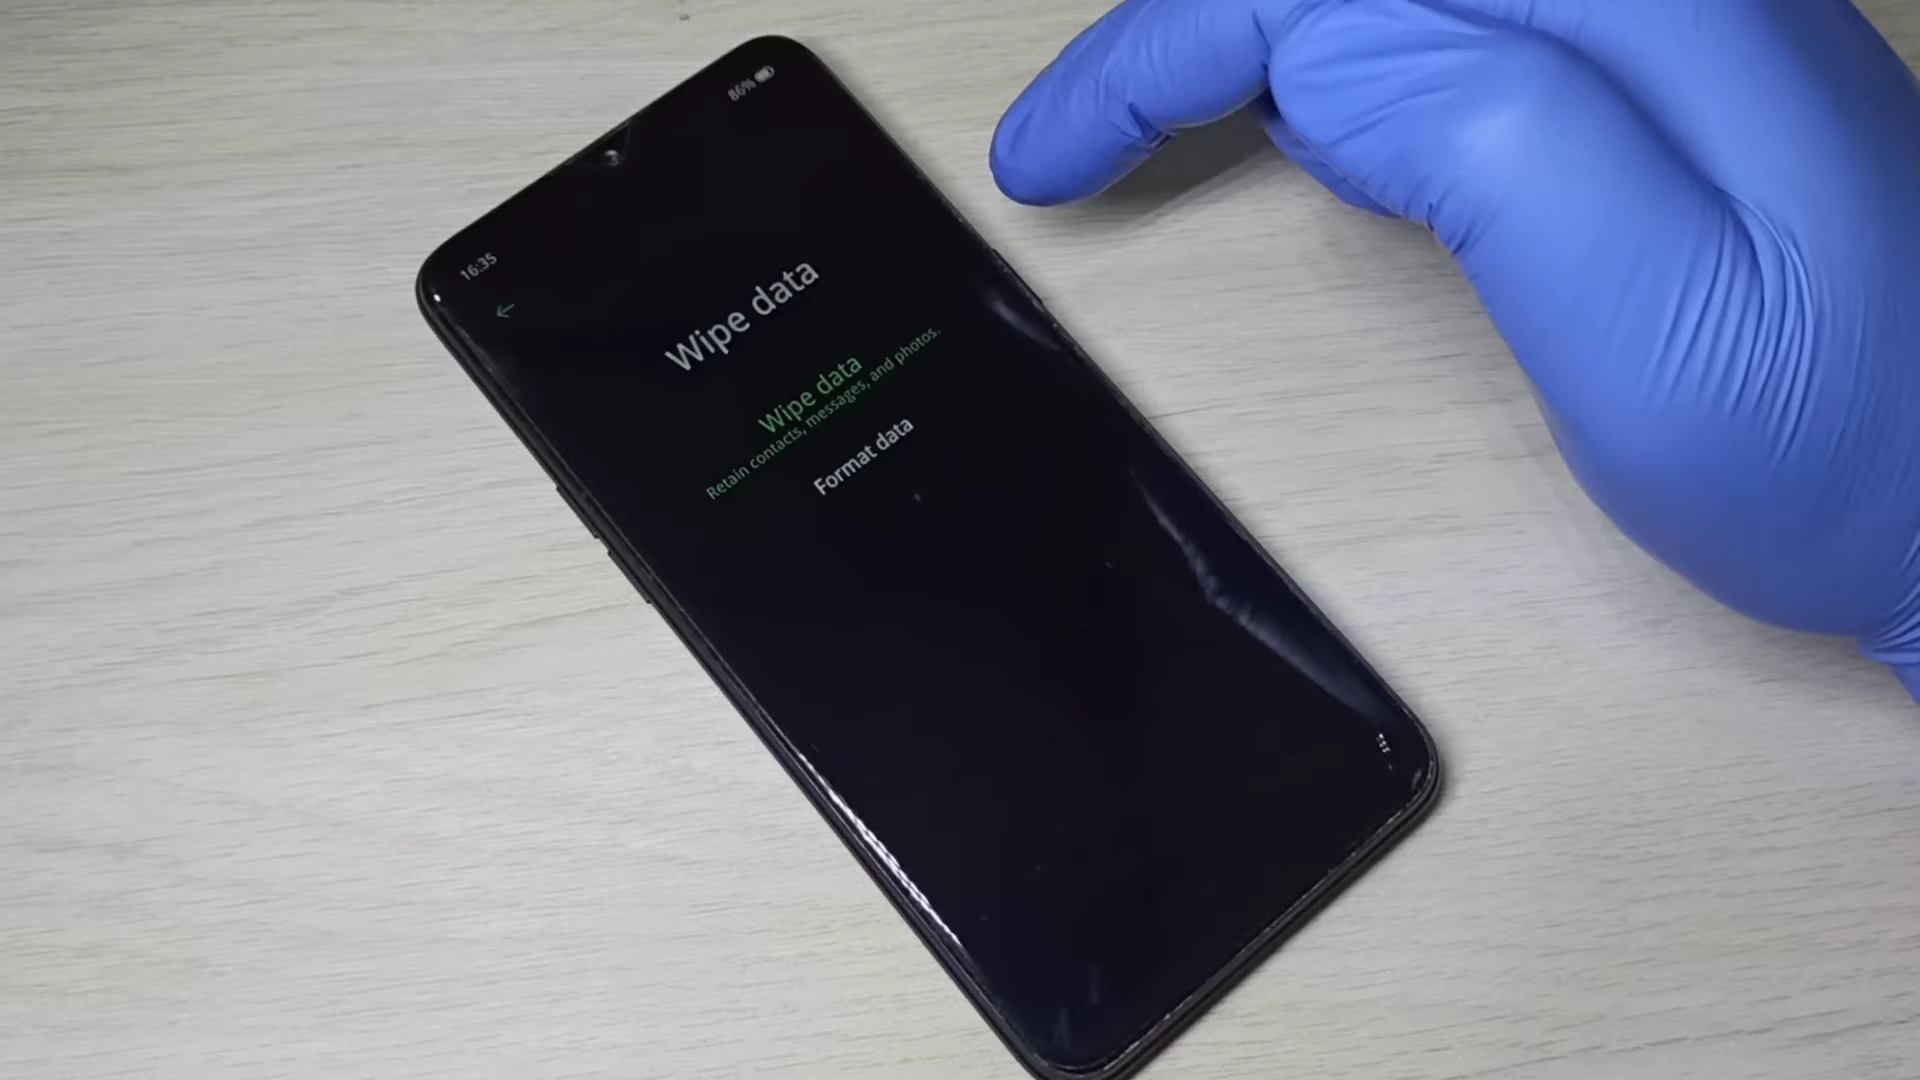 86%
16:35
Wipe data
Wipe data
Retain contacts, messages, and photos.
Format data